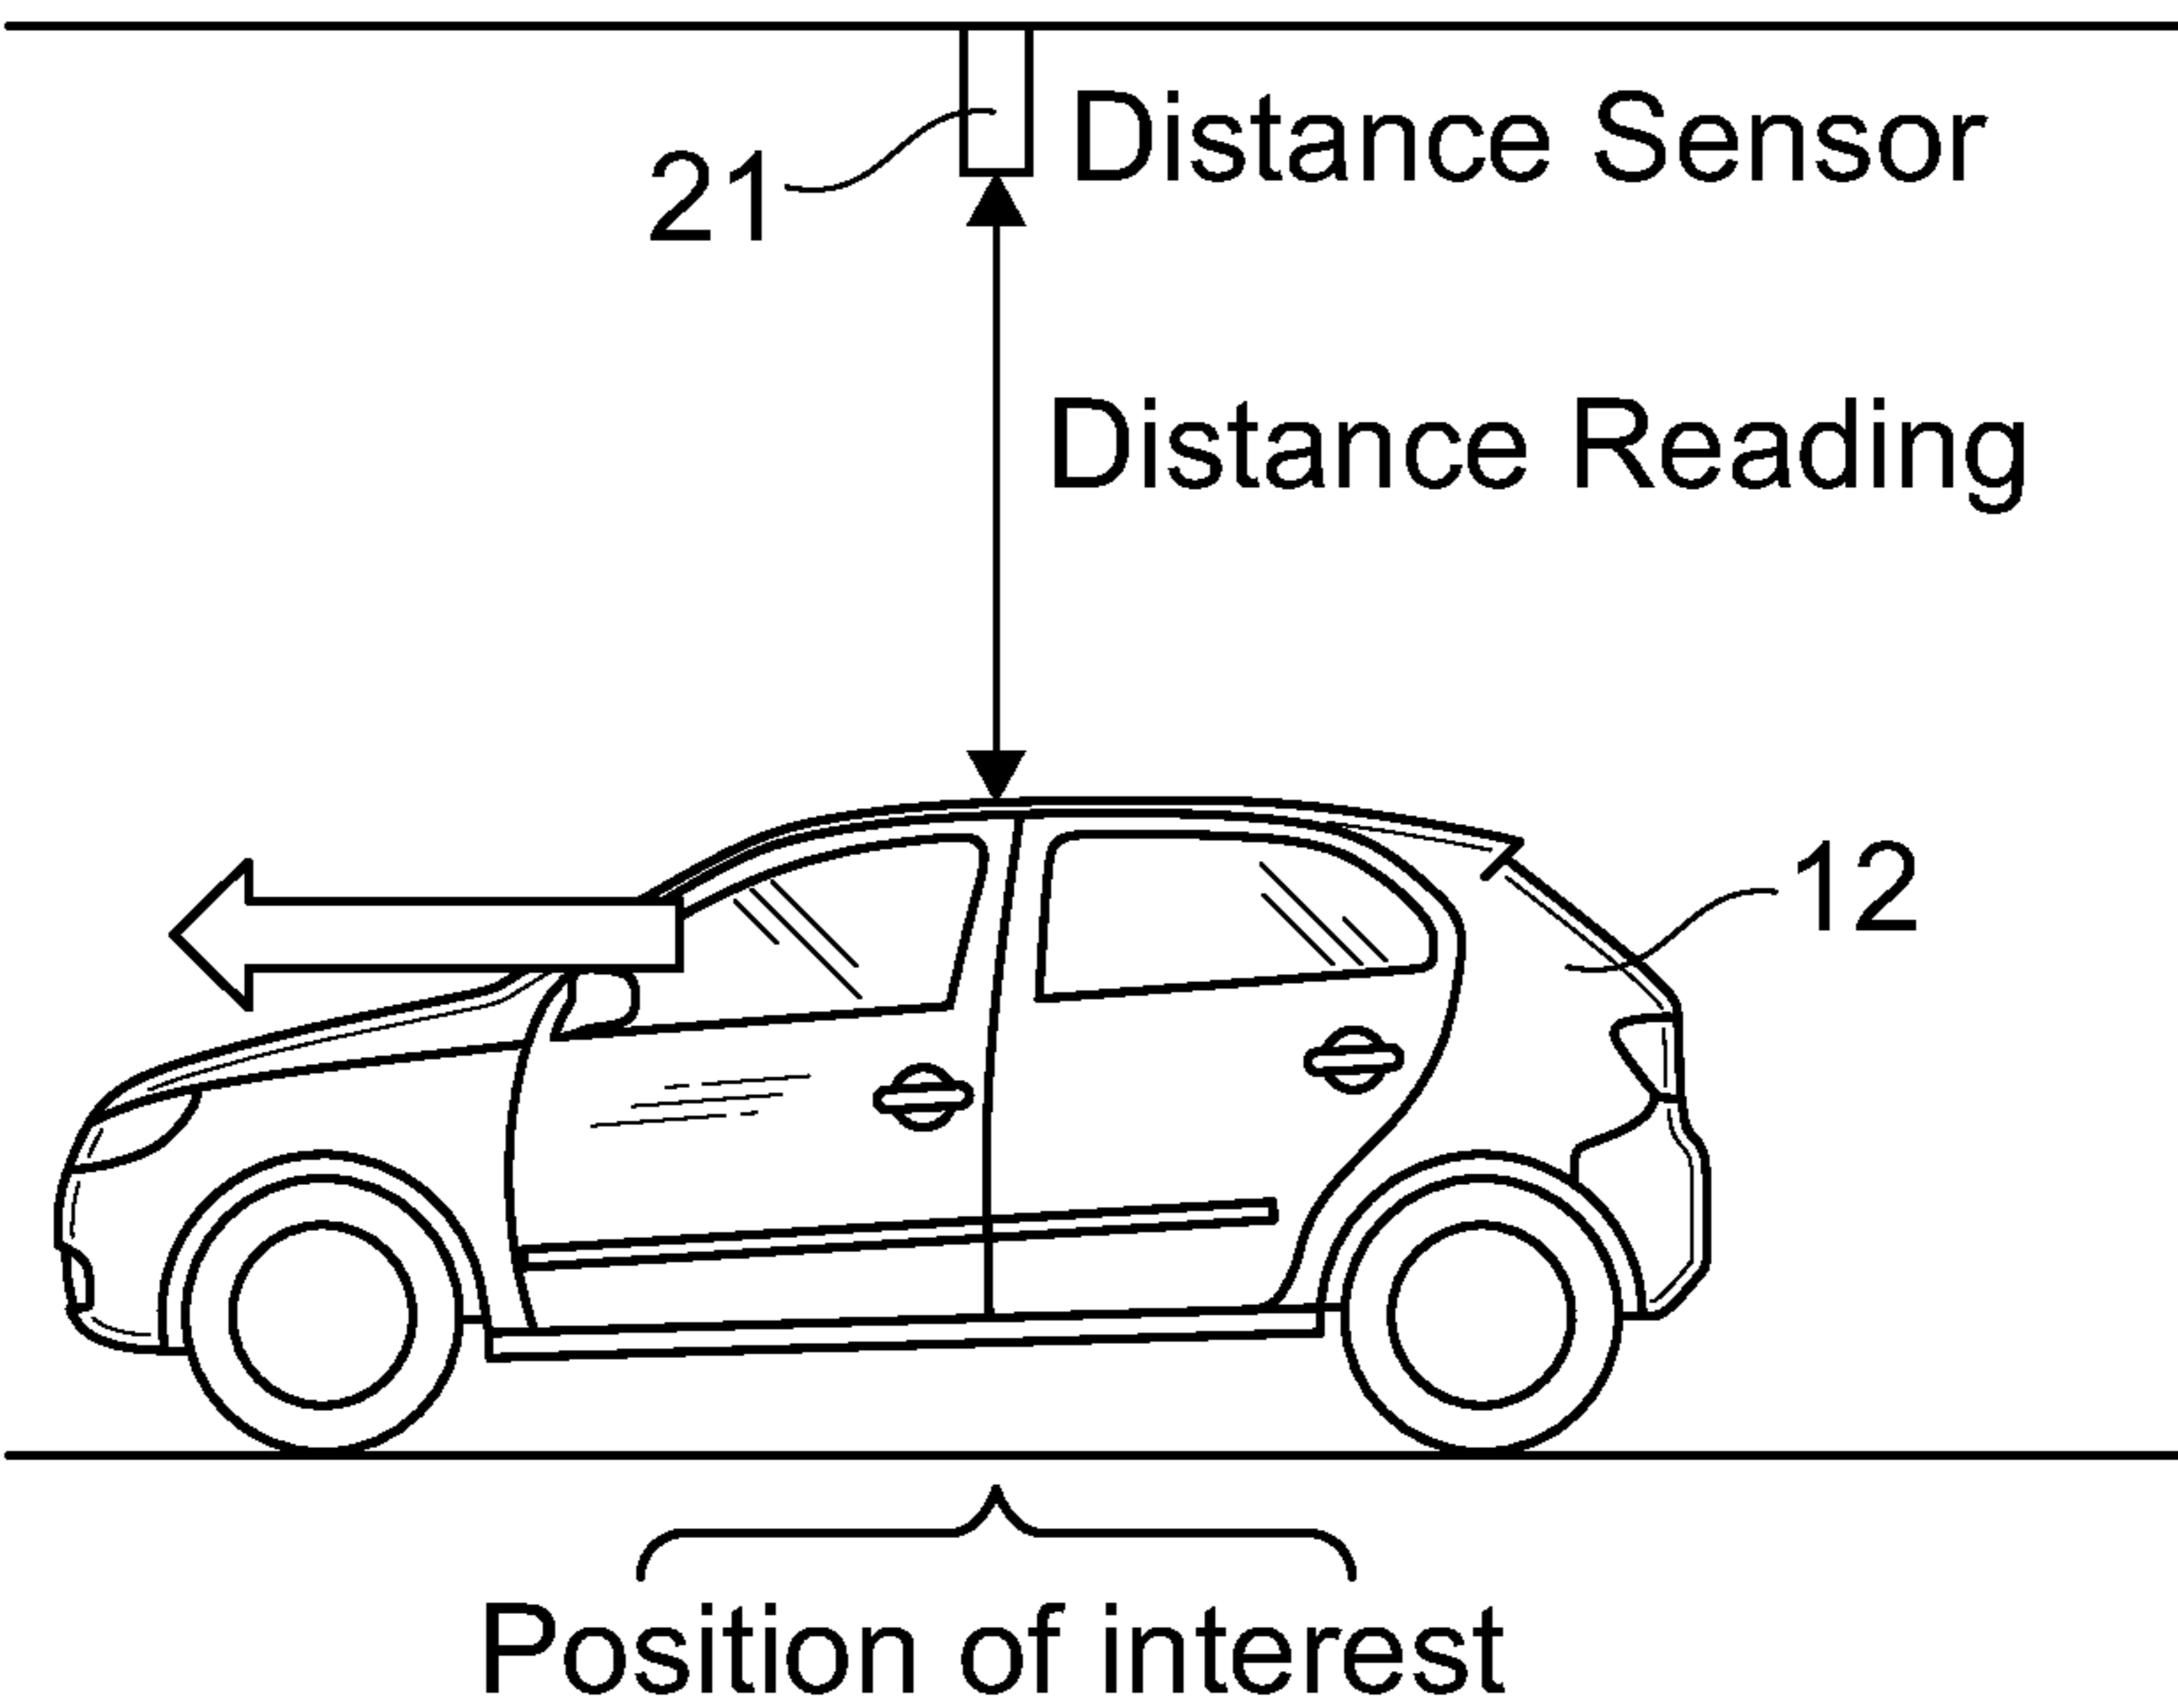 Distance Sensor
21
Distance Reading
12
Position of interest